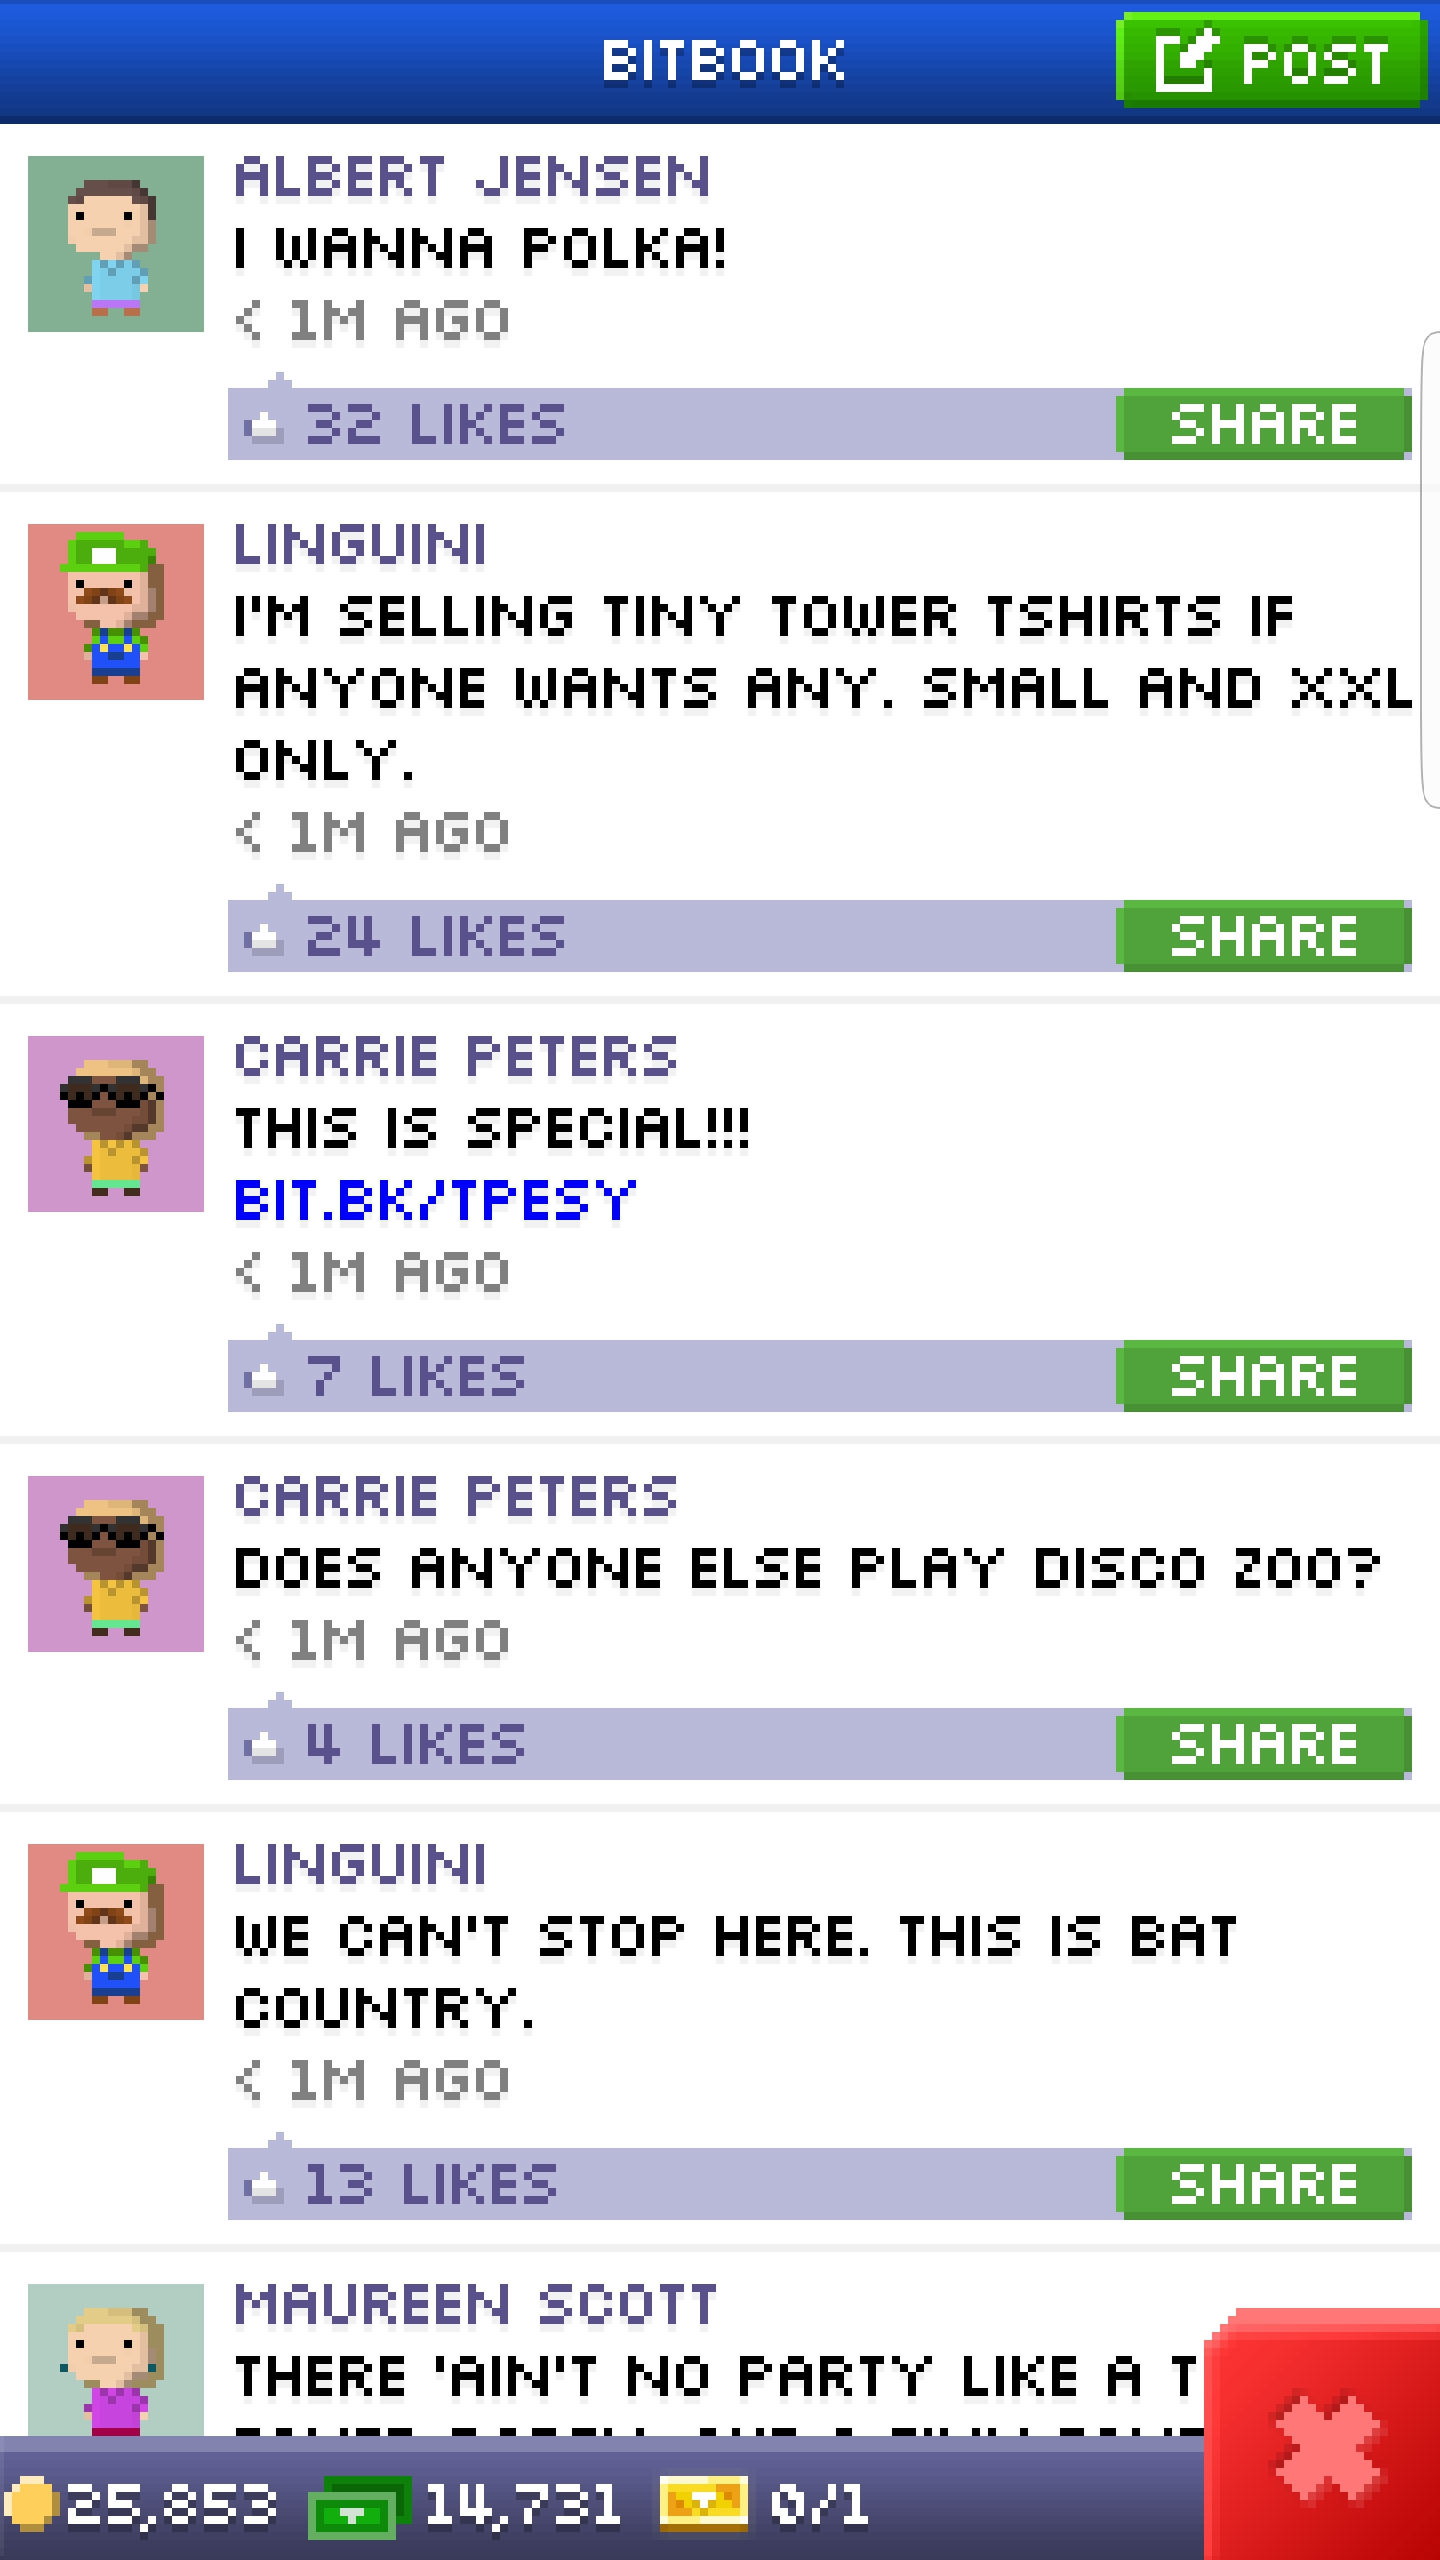 BITBOOK
POST
ALBERT JENSEN
I WANNA POLKA!
< 1M AGO
32 LIKES
SHARE
LINGUINI
I'M SELLING TINY TOWER TSHIRTS IF
ANYONE WANTS ANY. SMALL AND XXL
ONLY.
< 1M AGO
24 LIKES
SHARE
CARRIE PETERS
THIS IS SPECIAL!!!
BIT.BK/TPESY
< 1M AGO
7 LIKES
SHARE
CARRIE PETERS
DOES ANYONE ELSE PLAY DISCO ZOO?
< 1M AGO
4 LIKES
SHARE
LINGUINI
WE CAN'T STOP HERE. THIS IS BAT
COUNTRY.
< 1M AGO
13 LIKES
SHARE
MAUREEN SCOTT
THERE 'AIN'T NO PARTY LIKE A T
25,853
14,731
0/1